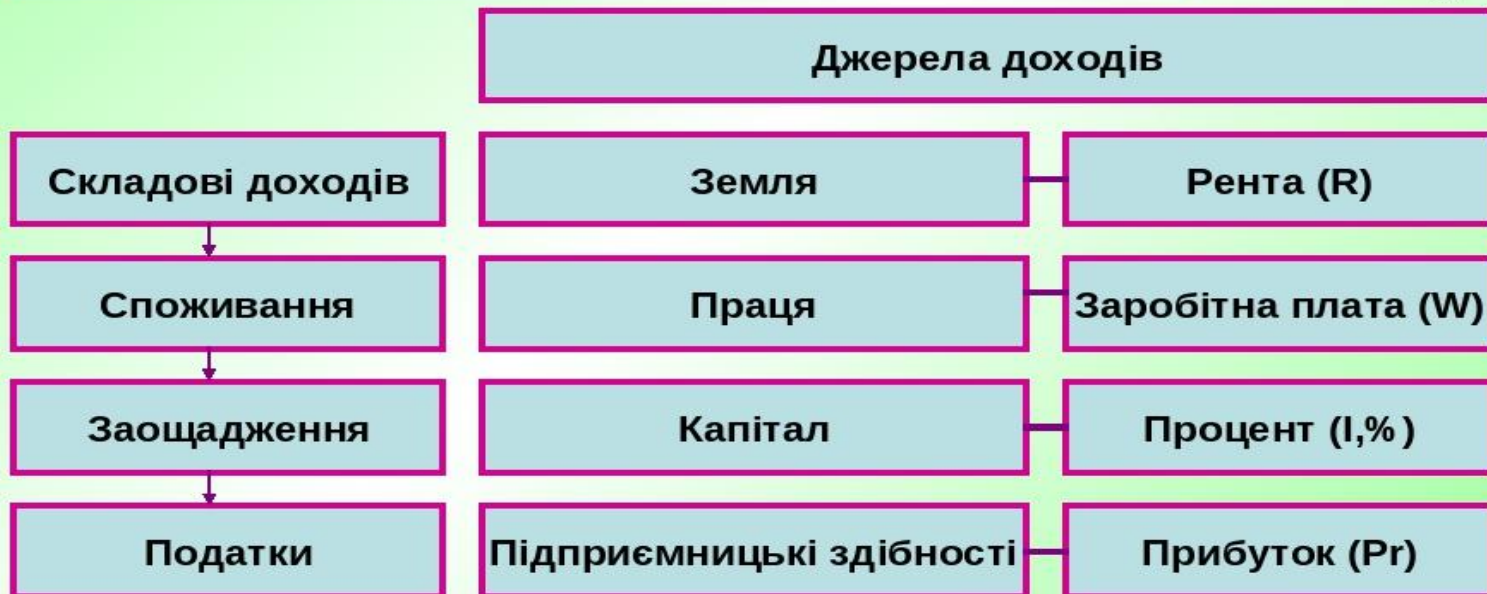 Джерела доходів
Складові доходів
Земля
Рента (R)
Споживання
Праця
Заробітна плата (W)
Заощадження
Капітал
Процент (I,%)
Податки
Підприємницькі здібності
Прибуток (Pr)